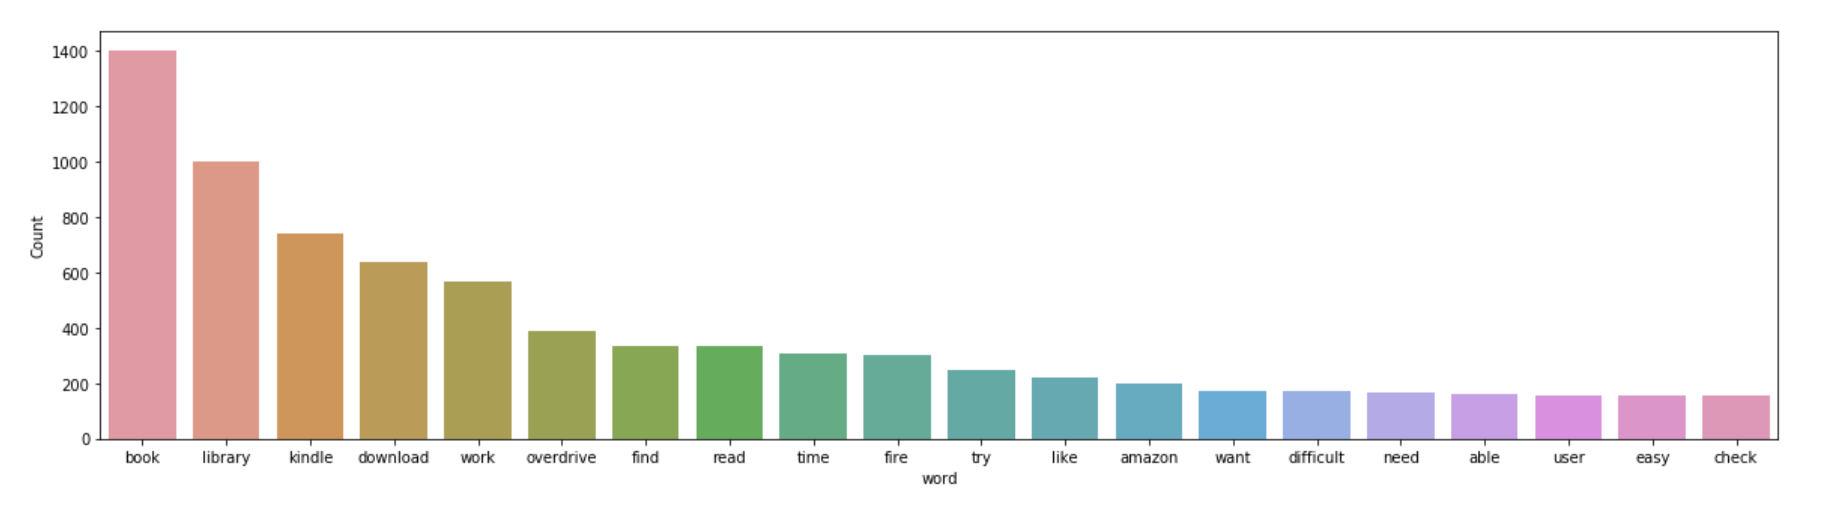 1400
1200
1000
800
600
400
200
0
Count
book library kindle download work overdrive find read time fire try like amazon want difficult need able user easy check
word